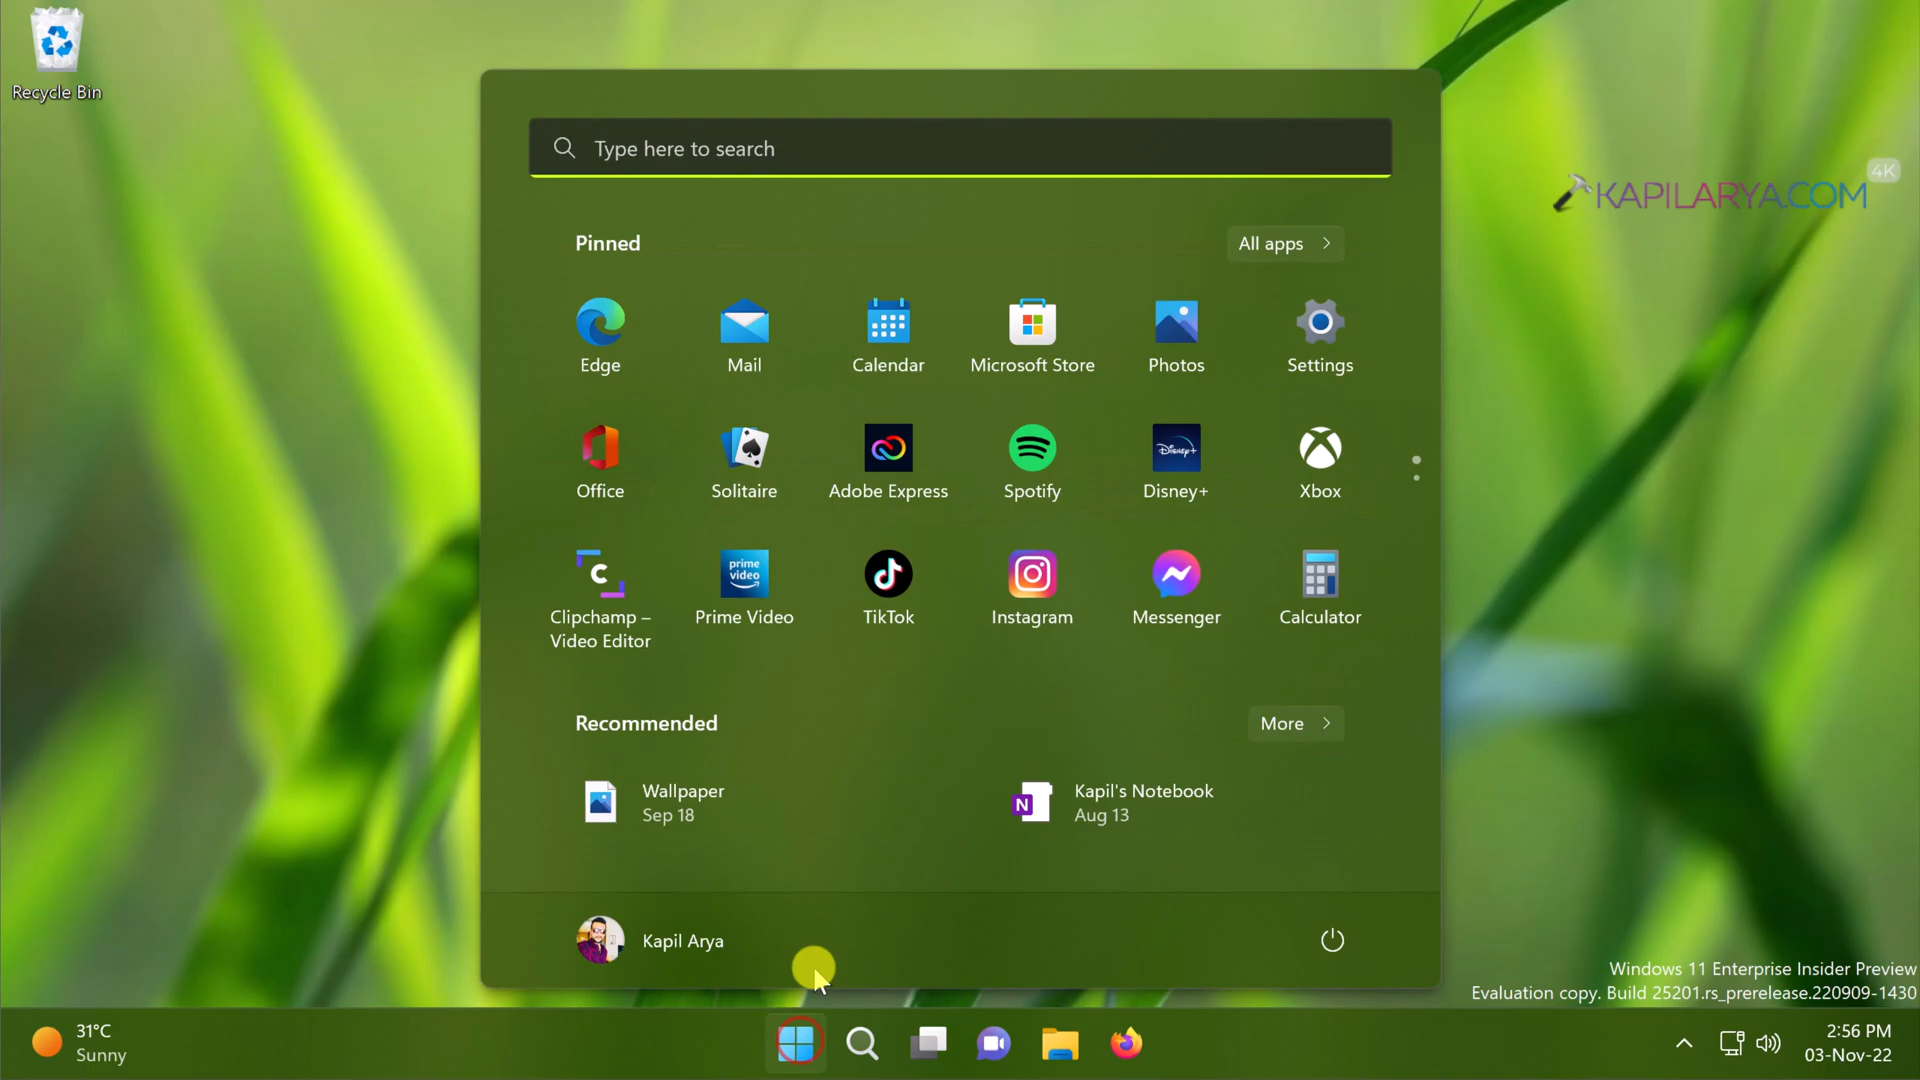 Recycle Bin
Type here to search
4K
KAPILARYA.COM
Pinned
All apps
Edge
Mail
Calendar
Microsoft Store
Photos
Settings
Office
Solitaire
Adobe Express
Spotify
Disney+
Disney+
Xbox
C
prime
video
Clipchamp –
Video Editor
Prime Video
TikTok
Instagram
Messenger
Calculator
Recommended
More
Wallpaper
Sep 18
N
Kapil's Notebook
Aug 13
Kapil Arya
Windows 11 Enterprise Insider Preview
Evaluation copy. Build 25201.rs_prerelease.220909-1430
31°C
Sunny
2:56 PM
03-Nov-22